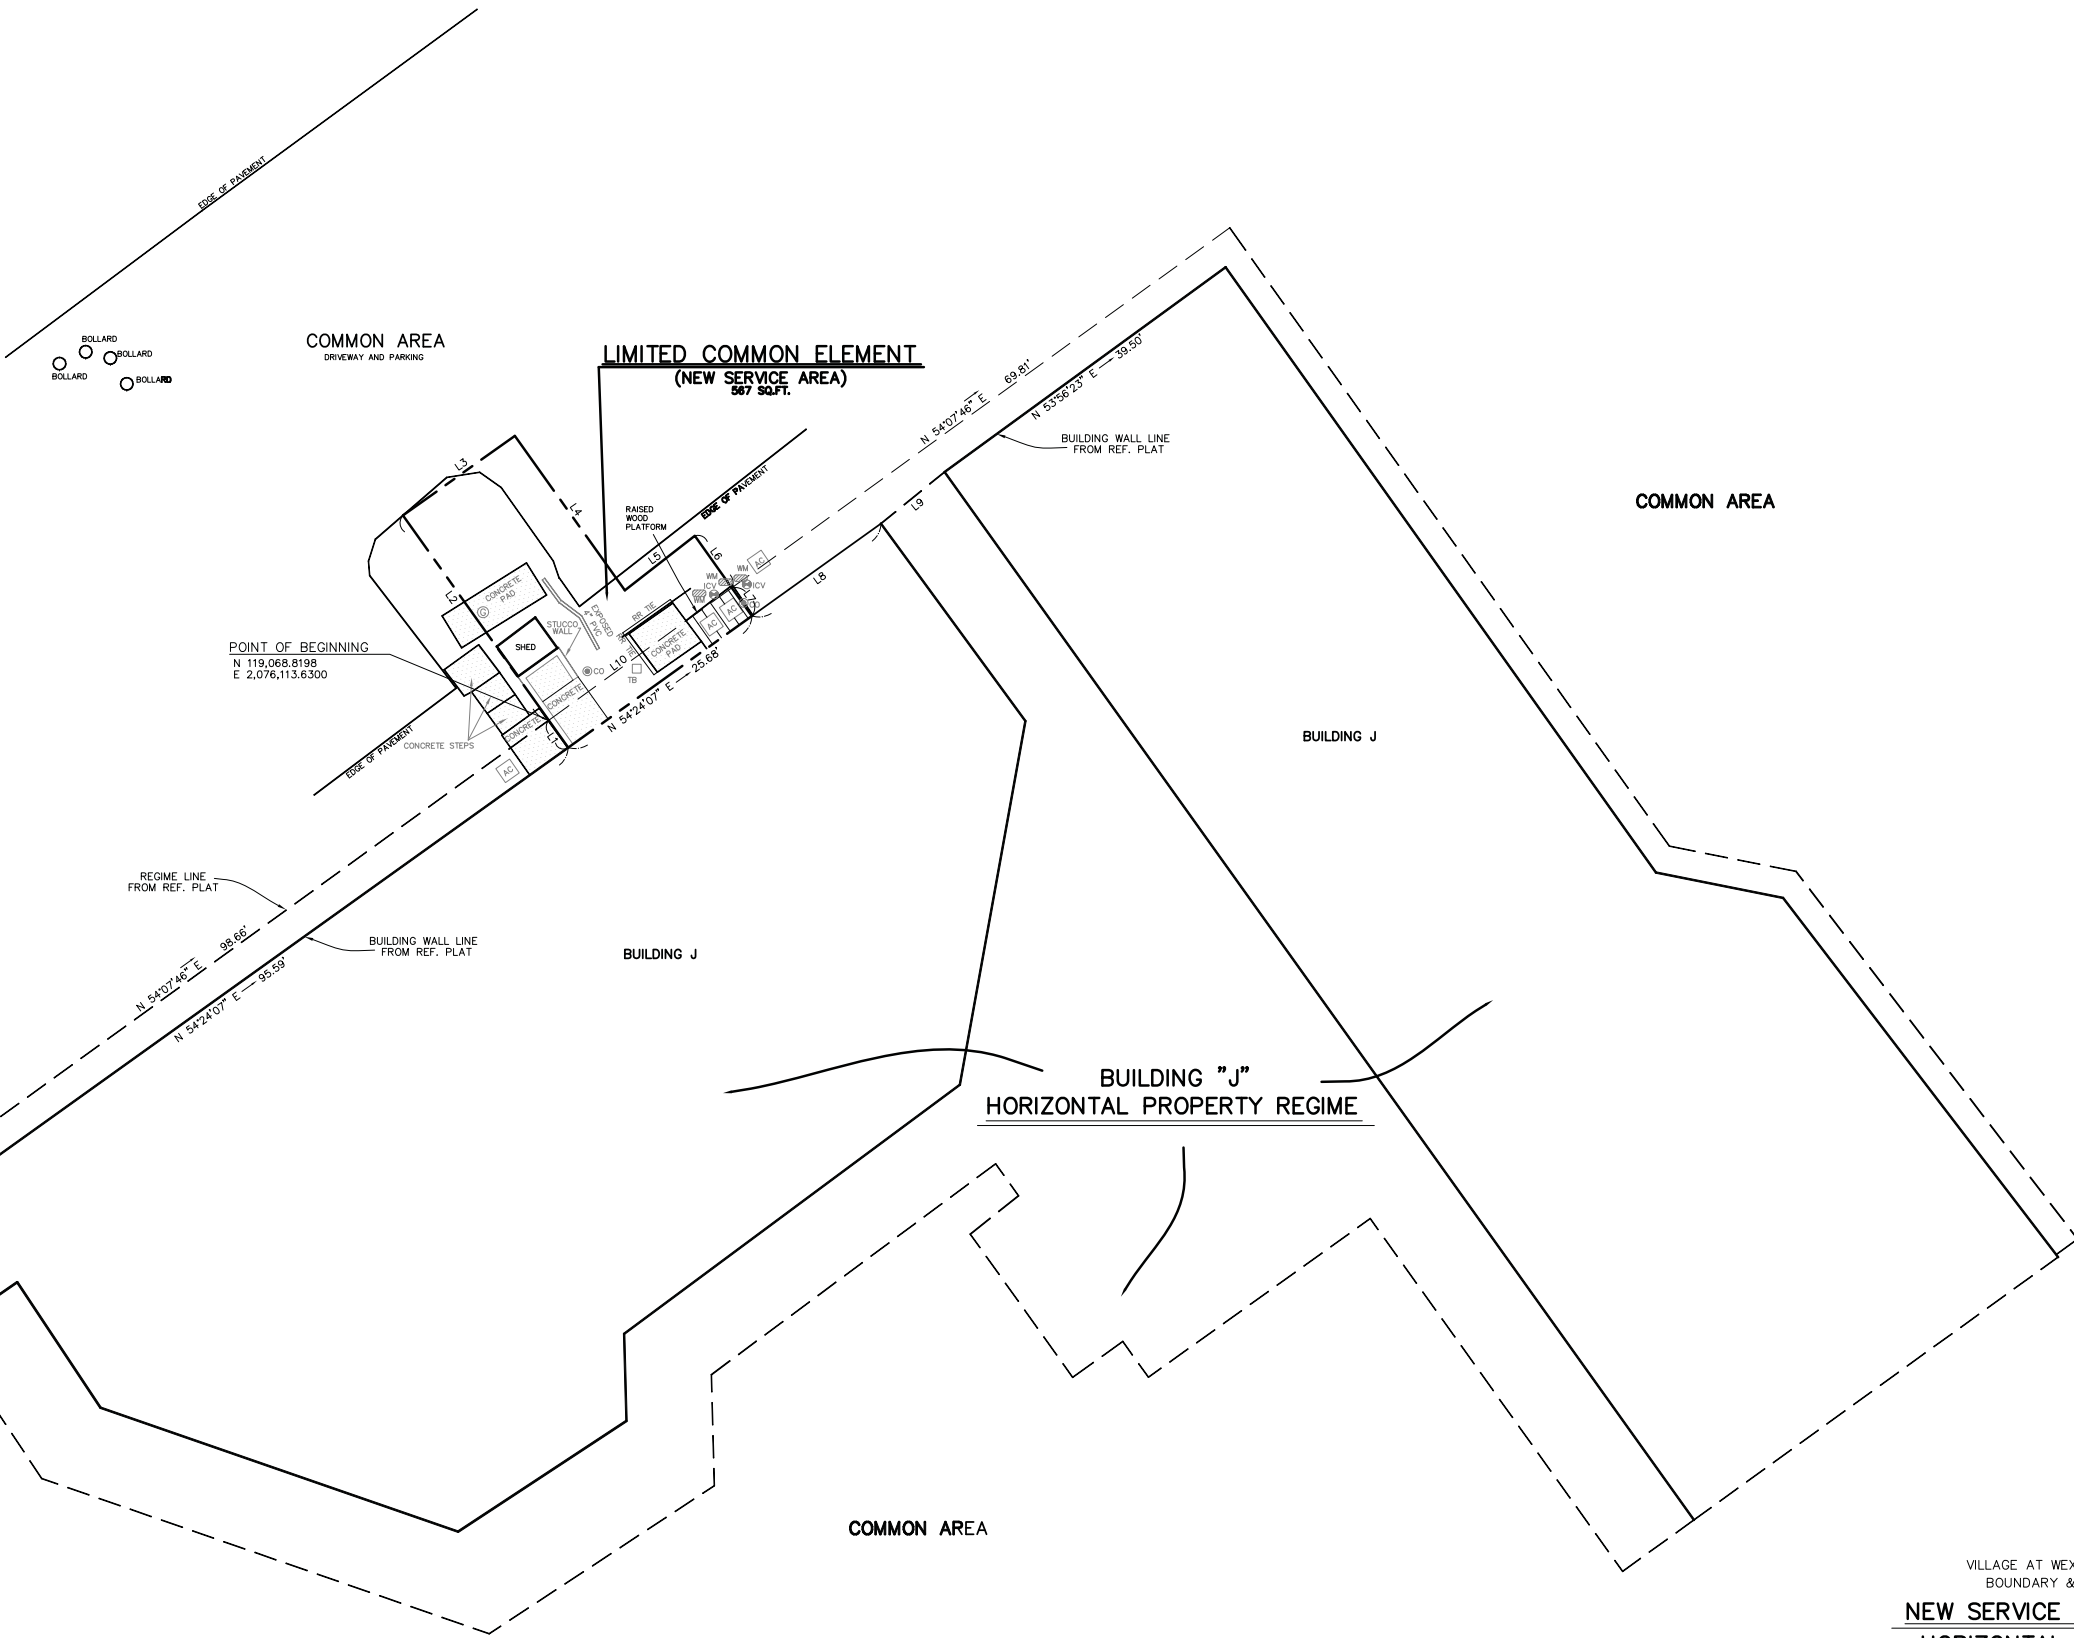 EDGE OF PAVEMENT
BOLLARD
BOLLARD
BOLLARD
BOLLARD
COMMON AREA
DRIVEWAY AND PARKING
LIMITED COMMON ELEMENT
(NEW SERVICE AREA)
567 SQ.FT.
N 54°07'46" E
69.81'
N 53°56'23" E
39.50'
BUILDING WALL LINE
FROM REF. PLAT
COMMON AREA
L3
L4
EDGE OF PAVEMENT
RAISED
WOOD
PLATFORM
L5
L6
L9
L8
AC
WM
WM
ICV
ICV
WM
L7
CO
AC
AC
L2
CONCRETE
PAD
G
EXPOSED
4" PVC
RR TIE
RR TIE
STUCCO
WALL
SHED
CONCRETE
PAD
L10
CO
TB
25.68'
N 54°24'07" E
POINT OF BEGINNING
N 119,068.8198
E 2,076,113.6300
CONCRETE
CONCRETE
L1
CONCRETE STEPS
AC
EDGE OF PAVEMENT
BUILDING J
REGIME LINE
FROM REF. PLAT
98.66'
N 54°07'46" E
N 54°24'07" E
95.59'
BUILDING WALL LINE
FROM REF. PLAT
BUILDING J
BUILDING "J"
HORIZONTAL PROPERTY REGIME
COMMON AREA
VILLAGE AT WEX
BOUNDARY &
NEW SERVICE